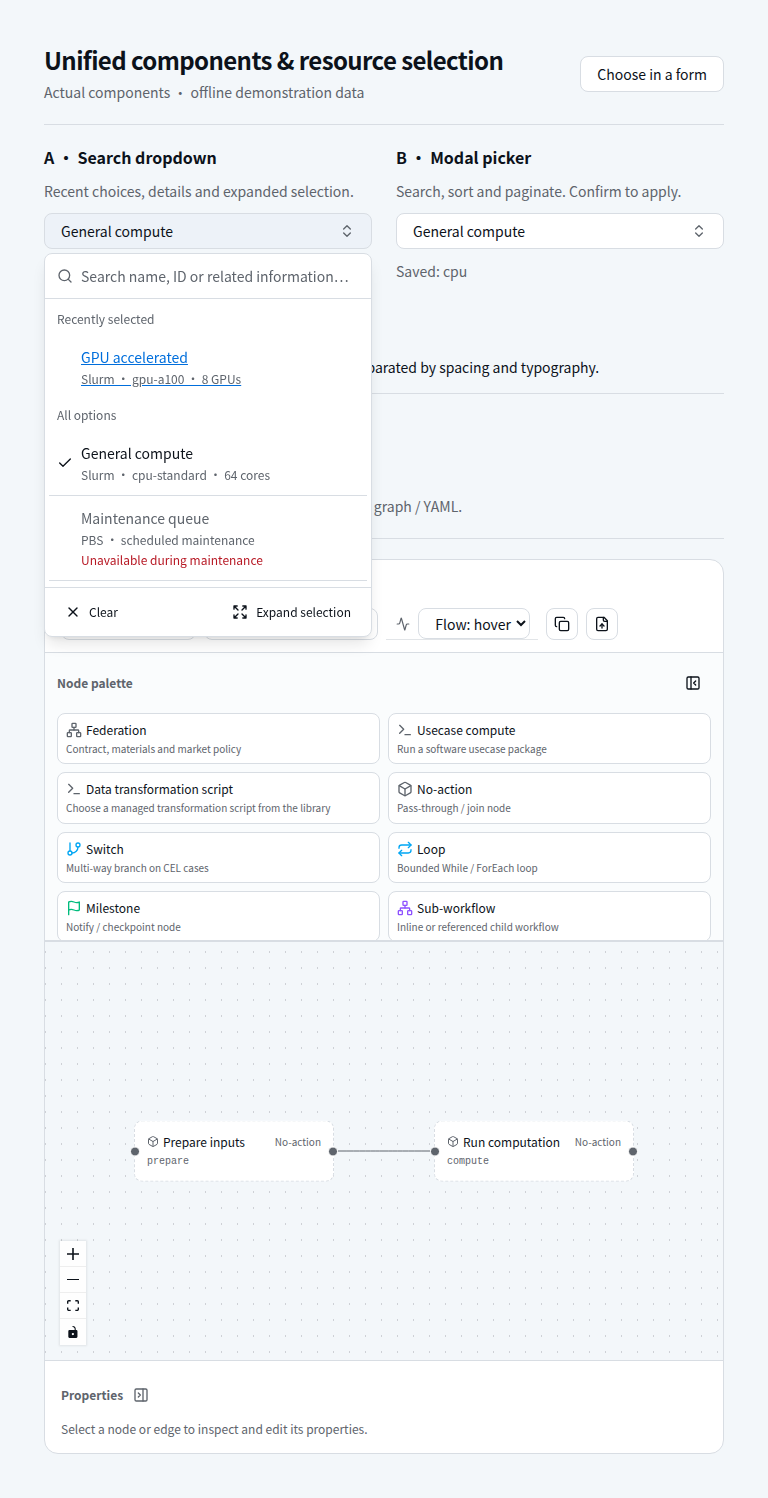 Unified components & resource selection
Actual components • offline demonstration data
Choose in a form
A • Search dropdown
Recent choices, details and expanded selection.
General compute
B • Modal picker
Search, sort and paginate. Confirm to apply.
General compute
Saved: cpu
Search name, ID or related information…
Recently selected
GPU accelerated
Slurm • gpu-a100 • 8 GPUs
All options
General compute
Slurm • cpu-standard • 64 cores
Maintenance queue
PBS • scheduled maintenance
Unavailable during maintenance
Clear
Expand selection
by spacing and typography.
graph / YAML.
Flow: hover
Node palette
Federation
Contract, materials and market policy
Usecase compute
Run a software usecase package
Data transformation script
Choose a managed transformation script from the library
No-action
Pass-through / join node
Switch
Multi-way branch on CEL cases
Loop
Bounded While / ForEach loop
Milestone
Notify / checkpoint node
Sub-workflow
Inline or referenced child workflow
Prepare inputs
No-action
prepare
Run computation
No-action
compute
Properties
Select a node or edge to inspect and edit its properties.